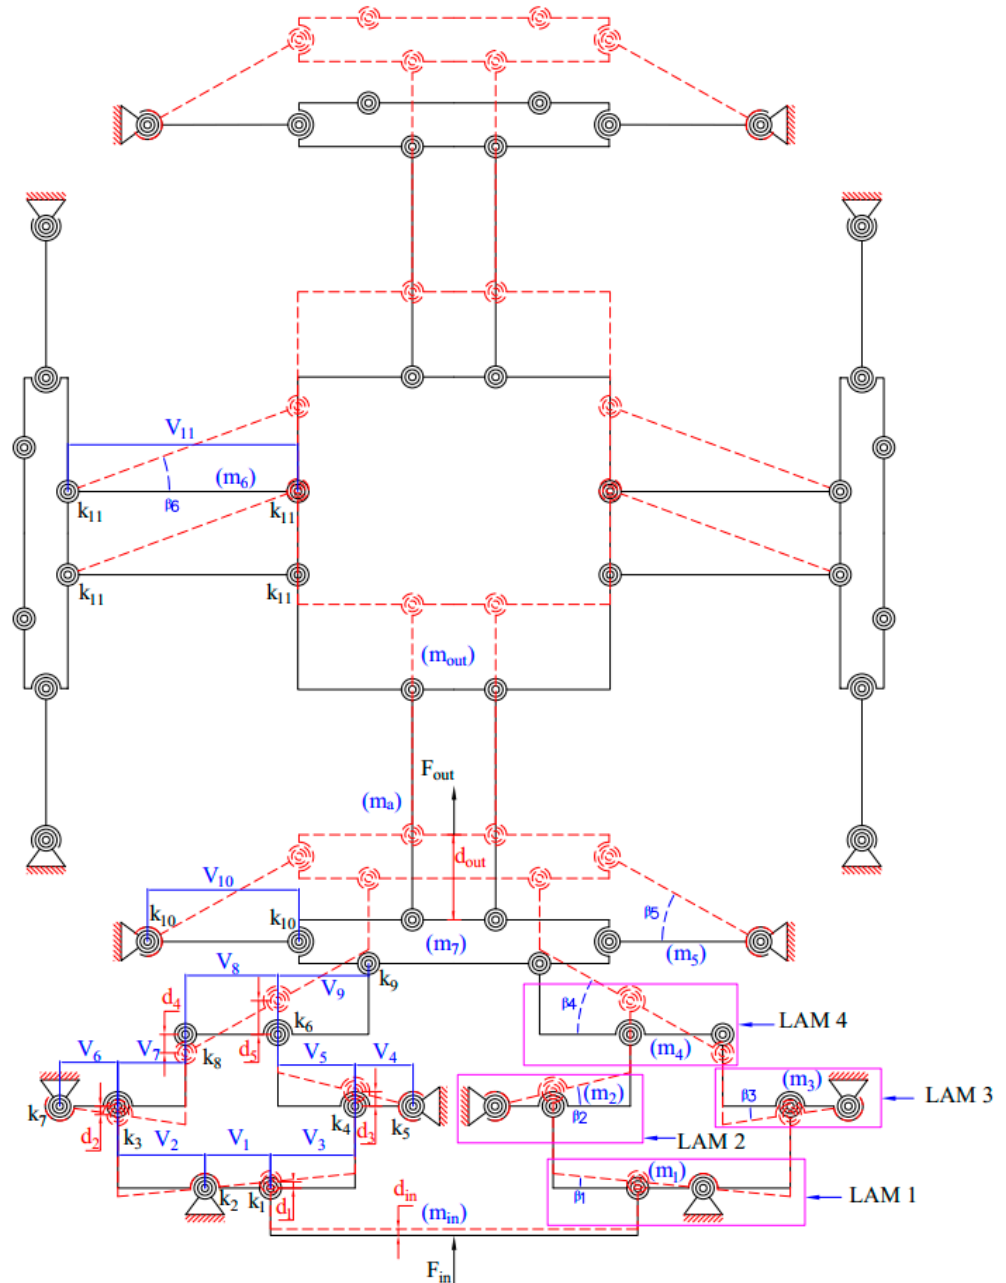 V11
(m6)
β6
k11
k11
k11
k11
(mout)
Fout
(ma)
dout
V10
k10
k10
β5
(m7)
(m5)
k9
V8
d4
V9
k6
β4
LAM 4
k8
d5
(m4)
V6
V7
V5
V4
(m3)
k7
d2
k3
k4
d3
k5
(m2)
β2
β3
LAM 3
LAM 2
V2
V1
V3
k2
k1
d1
(m1)
β1
LAM 1
din
(min)
Fin